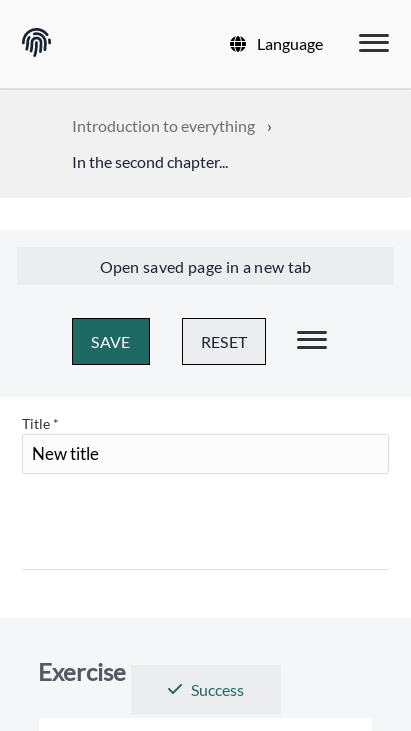 Language
Introduction to everything ›
In the second chapter...
Open saved page in a new tab
SAVE RESET
Title *
New title
Exercise
Success